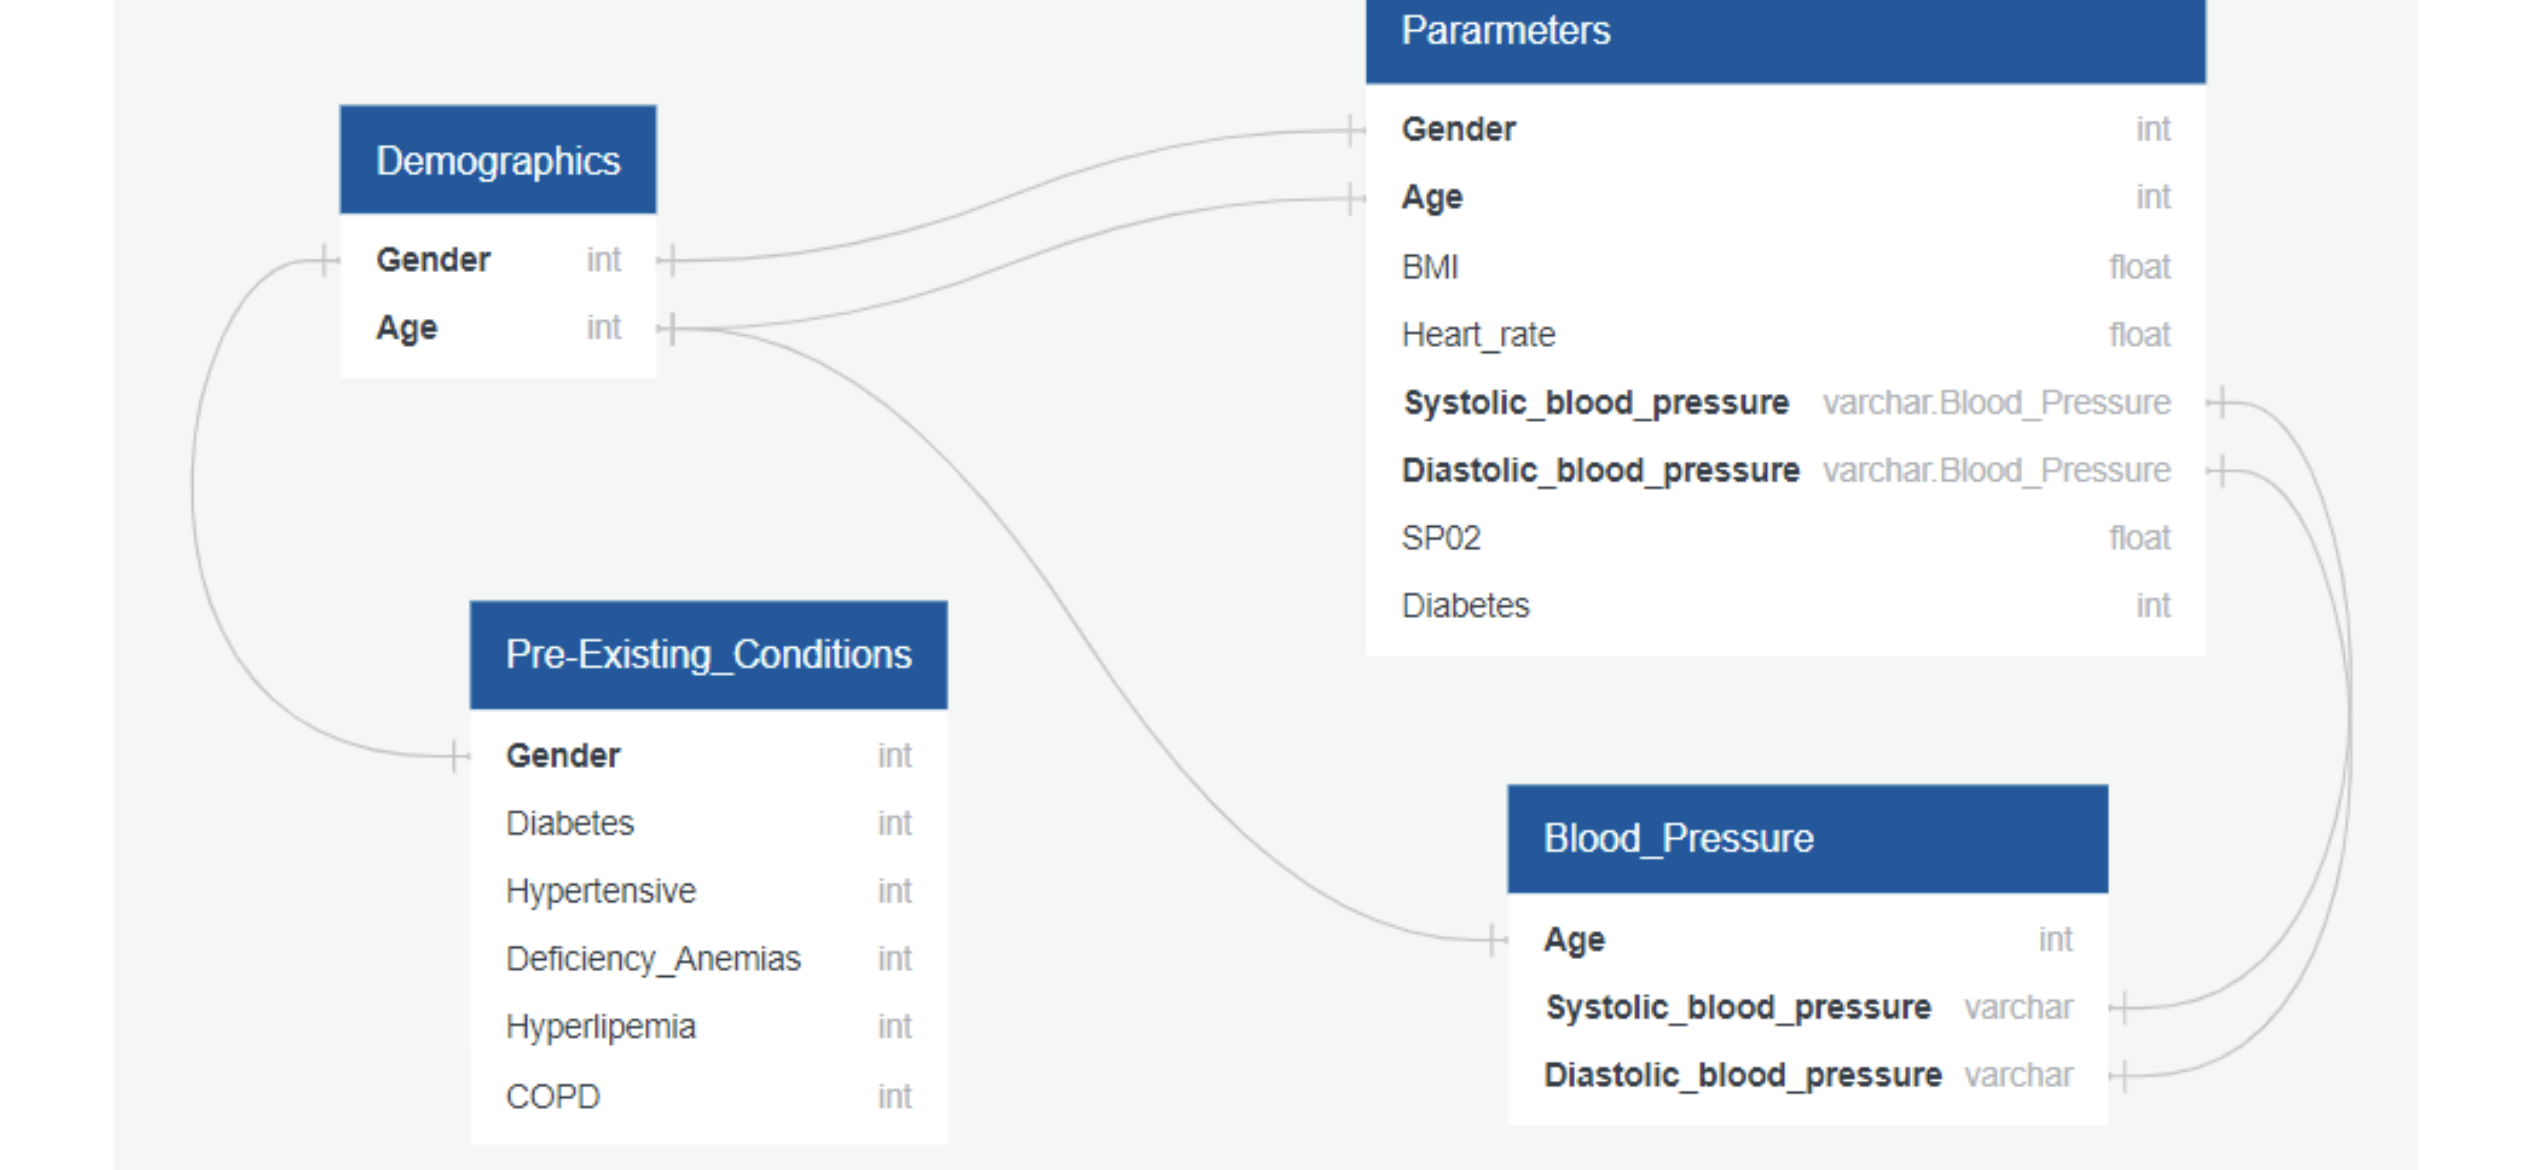 Pararmeters
Gender int
Age int
BMI float
Heart_rate float
Systolic_blood_pressure varchar.Blood_Pressure
Diastolic_blood_pressure varchar.Blood_Pressure
SP02 float
Diabetes int
Demographics
Gender int
Age int
Pre-Existing_Conditions
Gender int
Diabetes int
Hypertensive int
Deficiency_Anemias int
Hyperlipemia int
COPD int
Blood_Pressure
Age int
Systolic_blood_pressure varchar
Diastolic_blood_pressure varchar